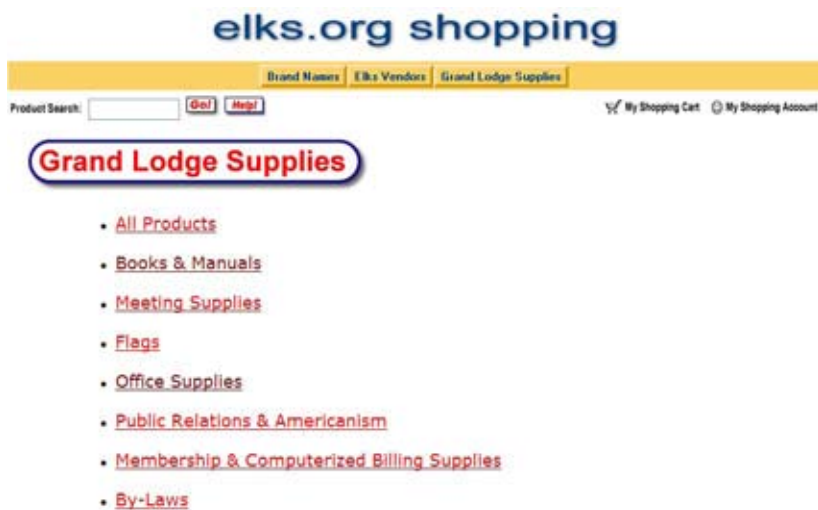 elks.org shopping
Brand Names Elks Vendors Grand Lodge Supplies
Product Search: Go! Help! My Shopping Cart My Shopping Account
Grand Lodge Supplies
All Products
Books & Manuals
Meeting Supplies
Flags
Office Supplies
Public Relations & Americanism
Membership & Computerized Billing Supplies
By-Laws